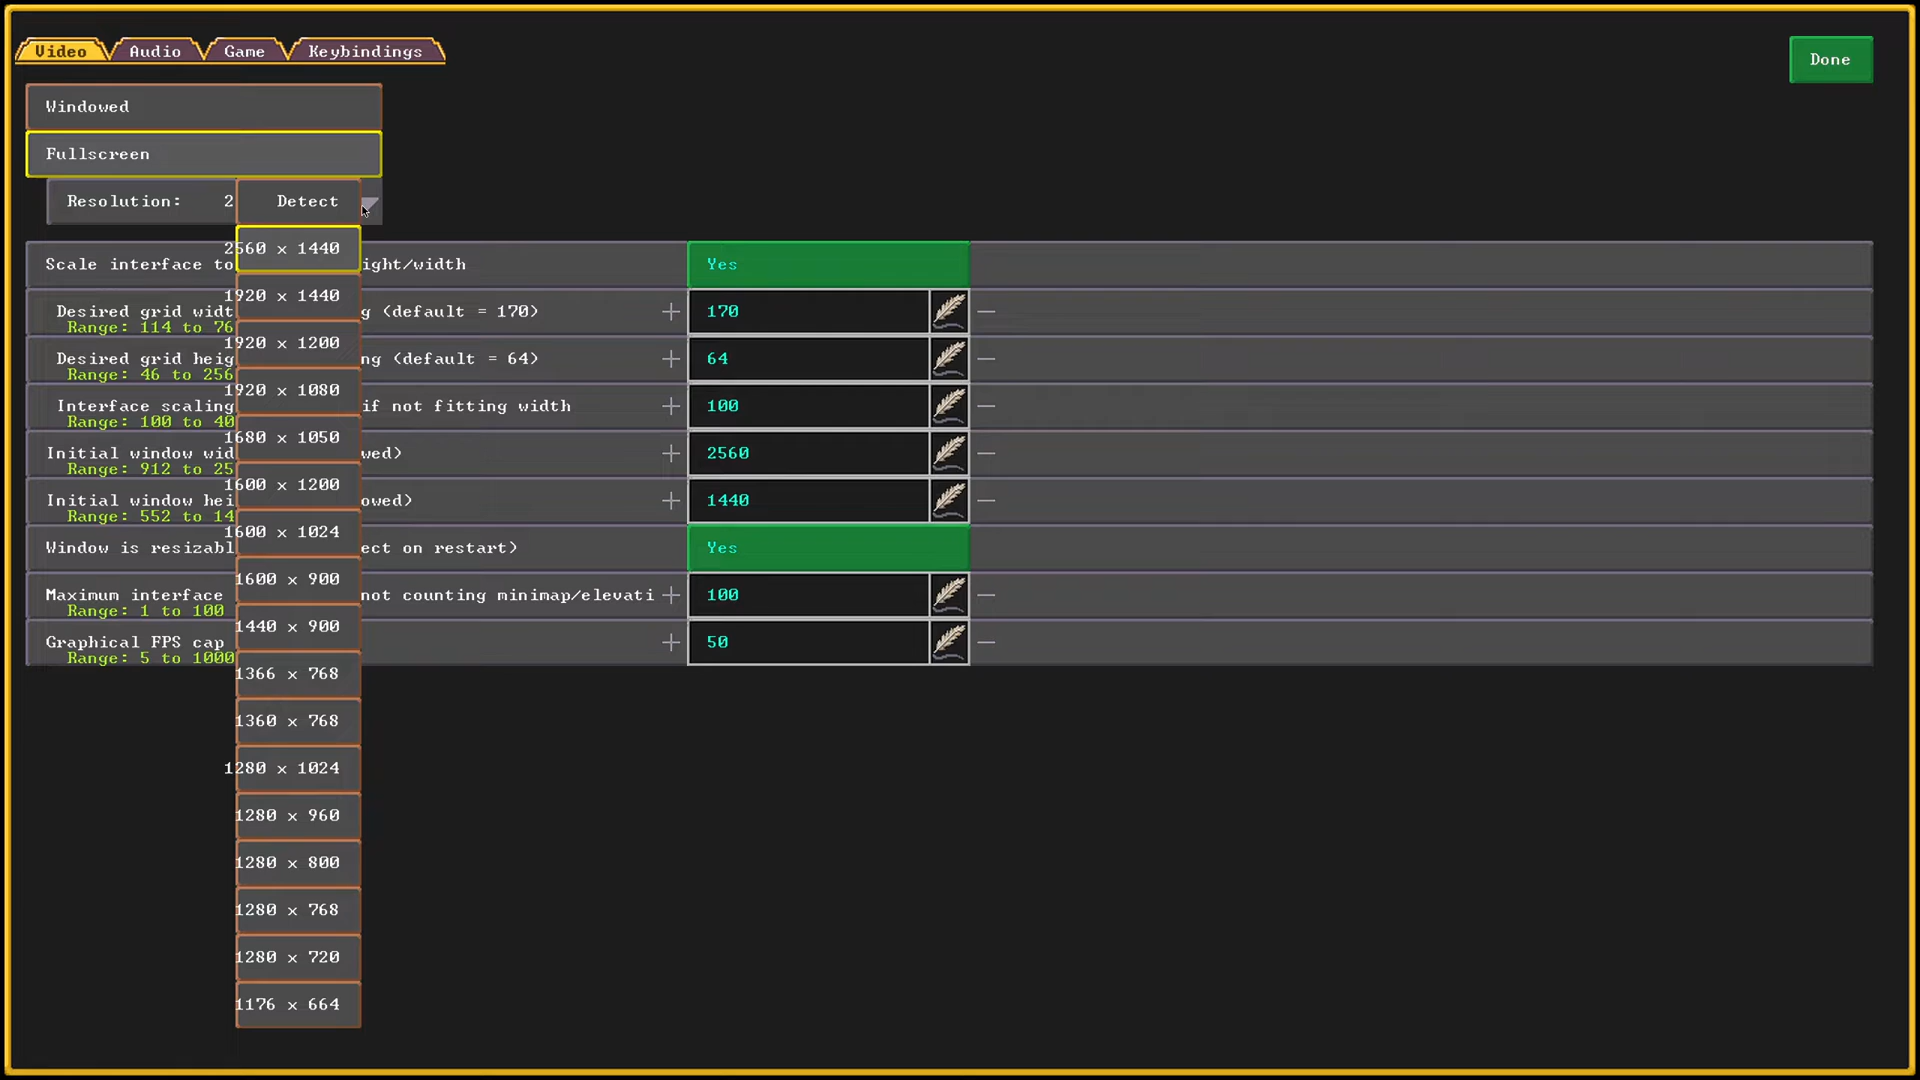 Video Audio Game Keybindings
Done
Windowed
Fullscreen
Resolution: 2
Detect
2560 × 1440
1920 × 1440
1920 × 1200
1920 × 1080
1680 × 1050
1600 × 1200
1600 × 1024
1600 × 900
1440 × 900
1366 × 768
1360 × 768
1280 × 1024
1280 × 960
1280 × 800
1280 × 768
1280 × 720
1176 × 664
Scale interface to ight/width Yes
Desired grid widt g (default = 170) + 170 —
Range: 114 to 76
Desired grid heig ng (default = 64) + 64 —
Range: 46 to 256
Interface scaling if not fitting width + 100 —
Range: 100 to 40
Initial window wid wed) + 2560 —
Range: 912 to 25
Initial window hei owed) + 1440 —
Range: 552 to 14
Window is resizabl ect on restart) Yes
Maximum interface not counting minimap/elevati + 100 —
Range: 1 to 100
Graphical FPS cap + 50 —
Range: 5 to 1000